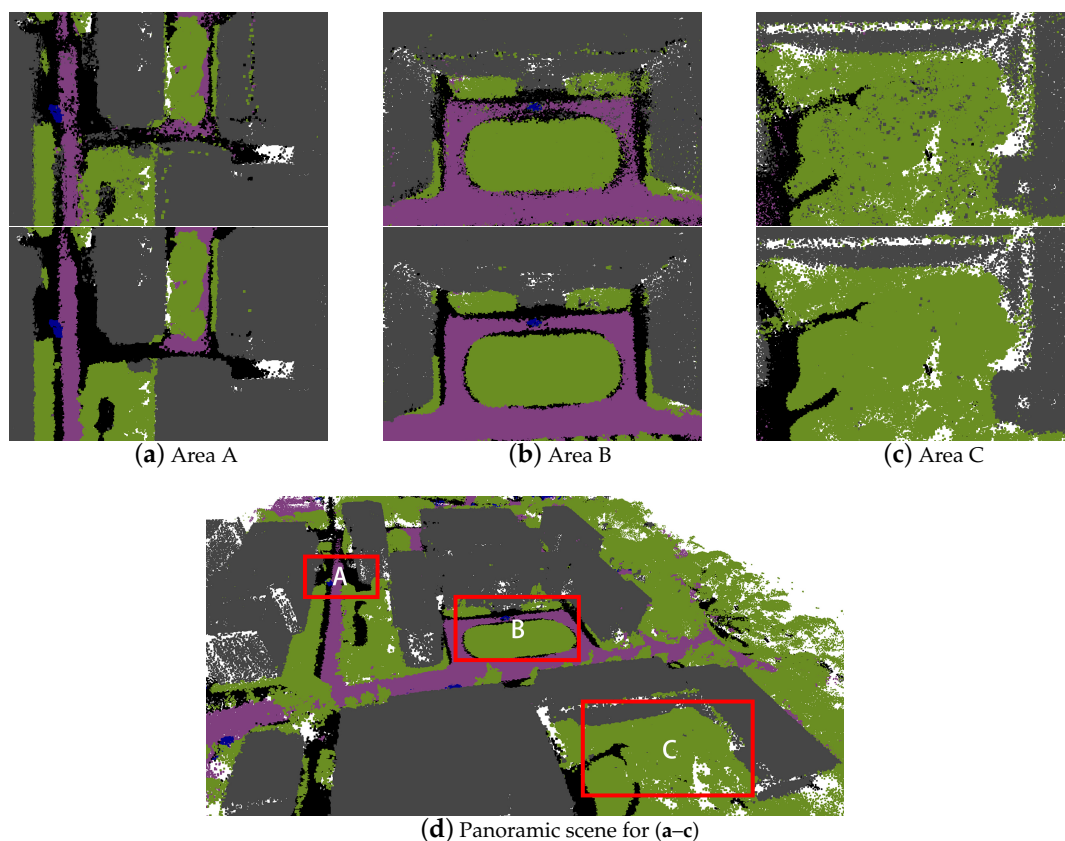 (a) Area A
(b) Area B
(c) Area C
A
B
C
(d) Panoramic scene for (a–c)